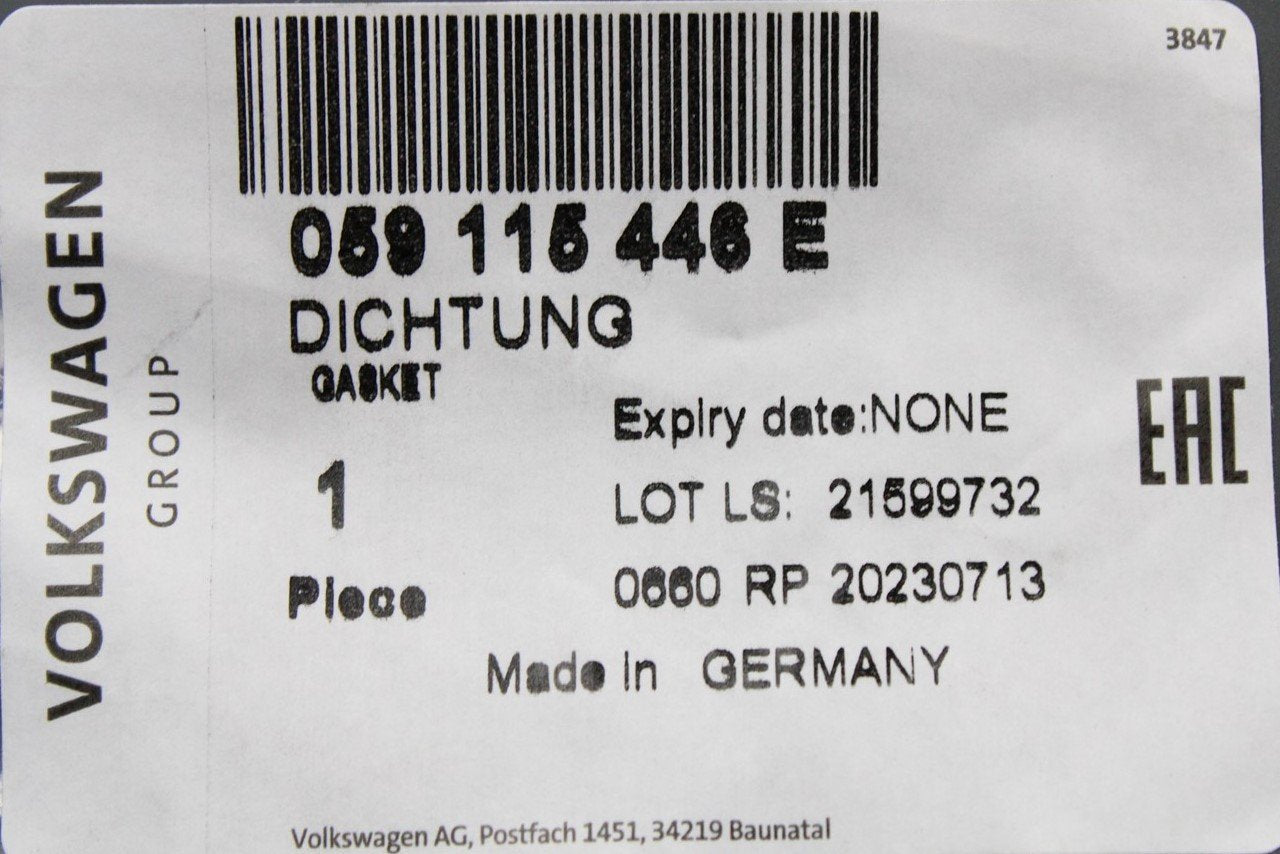 3847
VOLKSWAGEN
GROUP
059 115 446 E
DICHTUNG
GASKET
Expiry date:NONE
EAC
1
LOT LS: 21599732
Piece
0660 RP 20230713
Made in GERMANY
Volkswagen AG, Postfach 1451, 34219 Baunatal